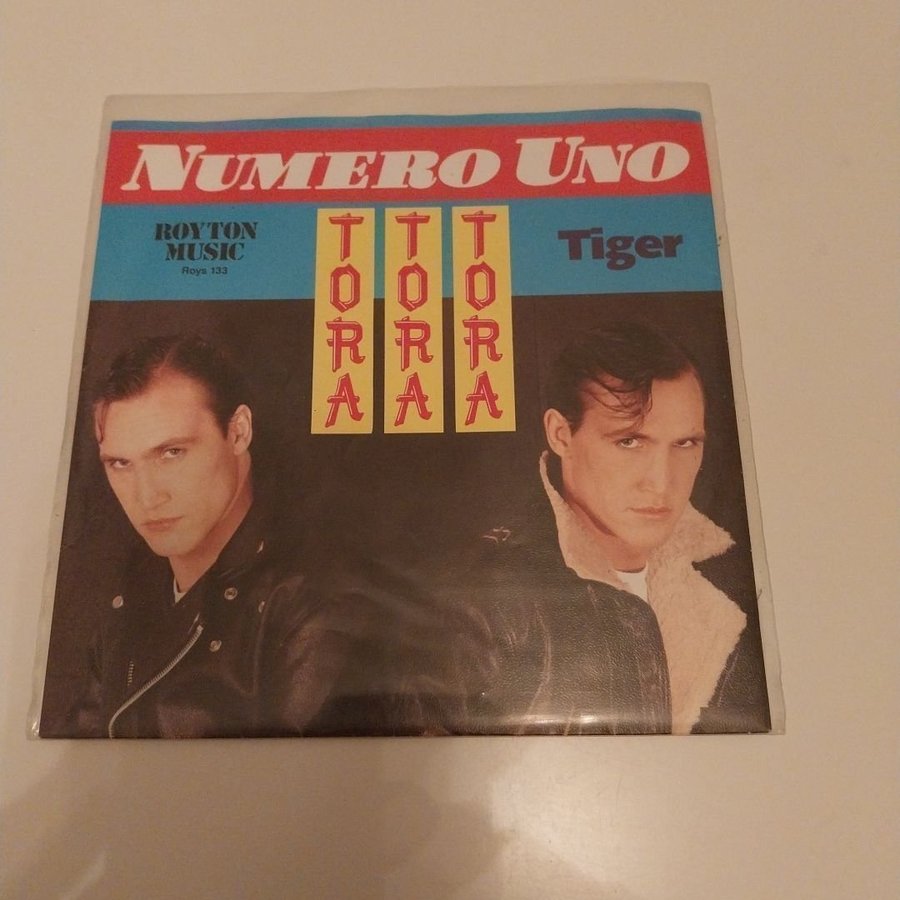 NUMERO UNO
ROYTON
MUSIC
Roys 133
TORA
TORA
TORA
Tiger